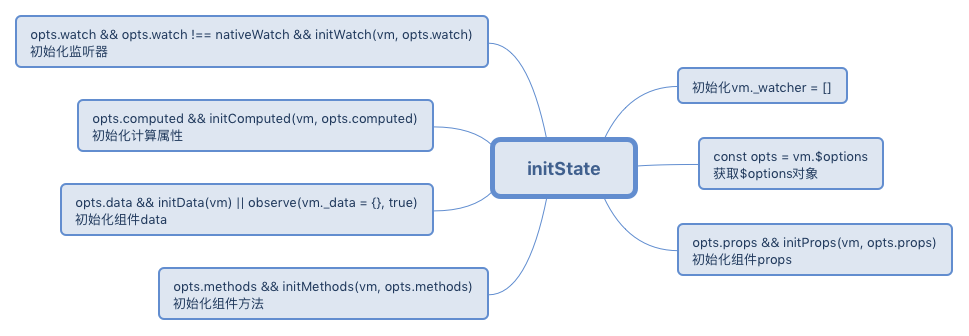 opts.watch && opts.watch !== nativeWatch && initWatch(vm, opts.watch)
初始化监听器
opts.computed && initComputed(vm, opts.computed)
初始化计算属性
opts.data && initData(vm) || observe(vm._data = {}, true)
初始化组件data
opts.methods && initMethods(vm, opts.methods)
初始化组件方法
initState
初始化vm._watcher = []
const opts = vm.$options
获取$options对象
opts.props && initProps(vm, opts.props)
初始化组件props